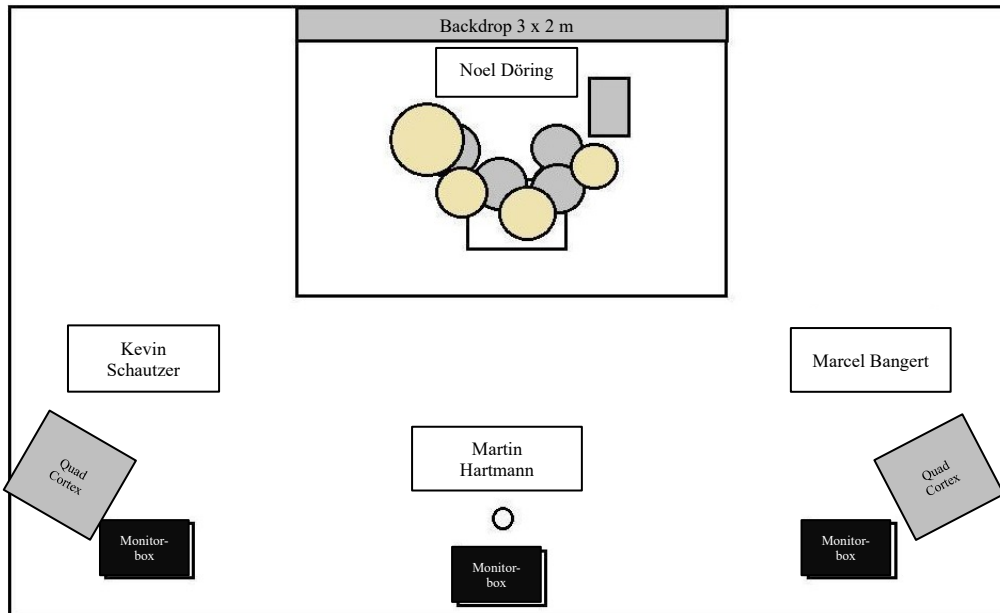 Backdrop 3 x 2 m
Noel Döring
Kevin
Schautzer
Marcel Bangert
Martin
Hartmann
Quad
Cortex
Quad
Cortex
Monitor-
box
Monitor-
box
Monitor-
box